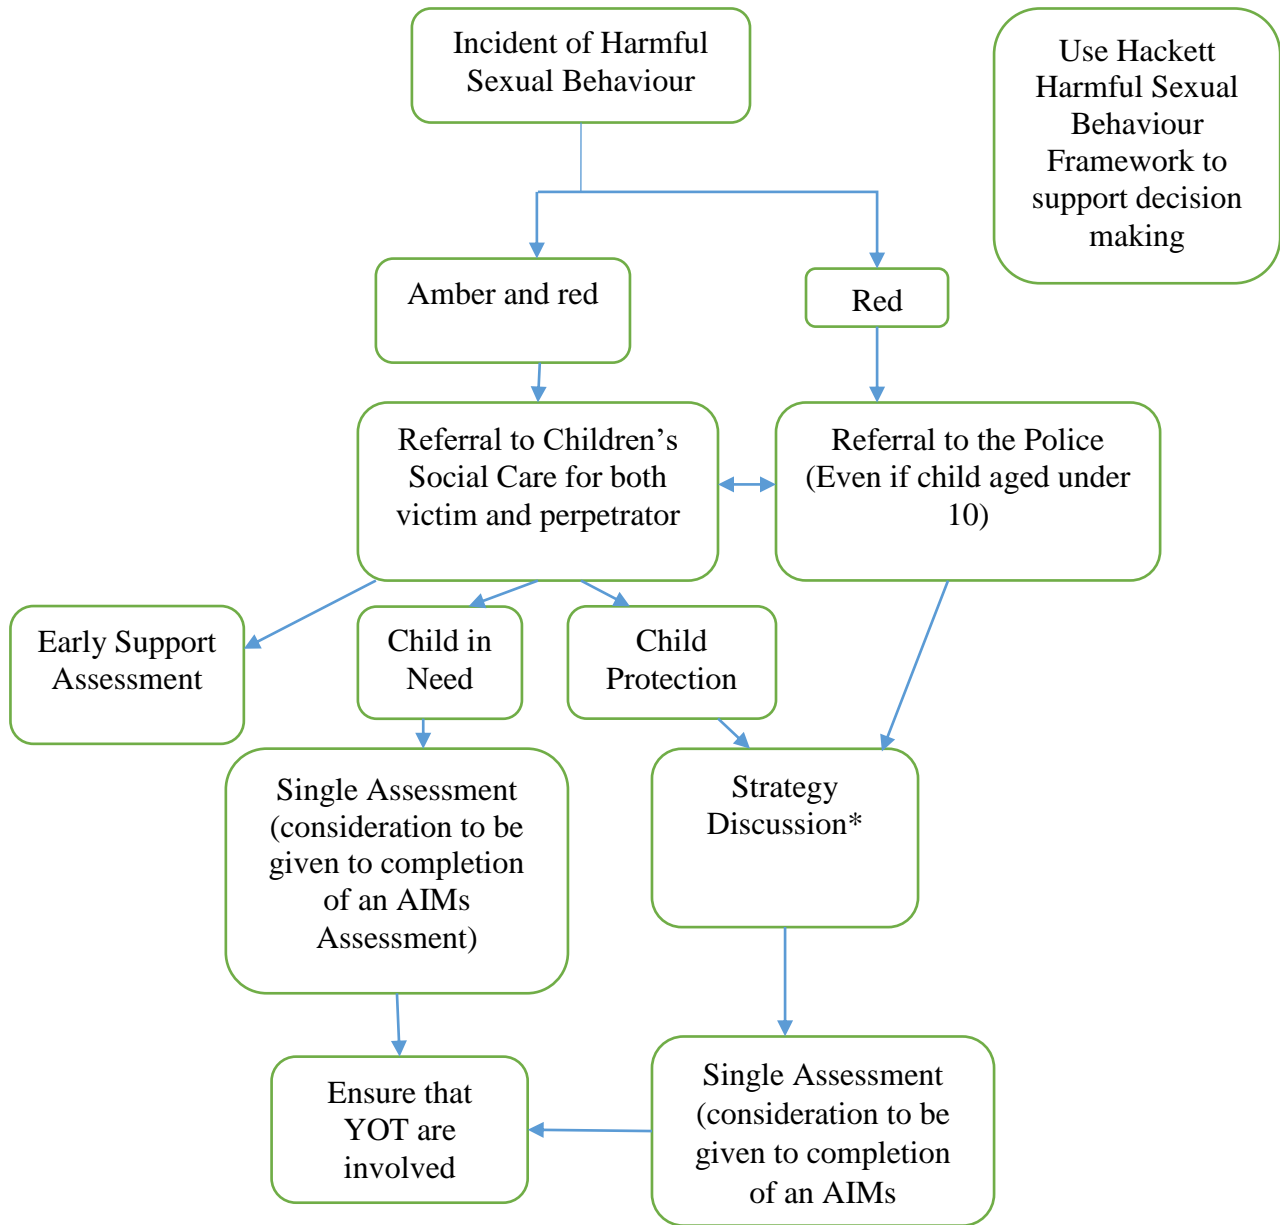 Incident of Harmful
Sexual Behaviour
Use Hackett
Harmful Sexual
Behaviour
Framework to
support decision
making
Amber and red
Red
Referral to Children’s
Social Care for both
victim and perpetrator
Referral to the Police
(Even if child aged under
10)
Early Support
Assessment
Child in
Need
Child
Protection
Single Assessment
(consideration to be
given to completion
of an AIMs
Assessment)
Strategy
Discussion*
Ensure that
YOT are
involved
Single Assessment
(consideration to be
given to completion
of an AIMs